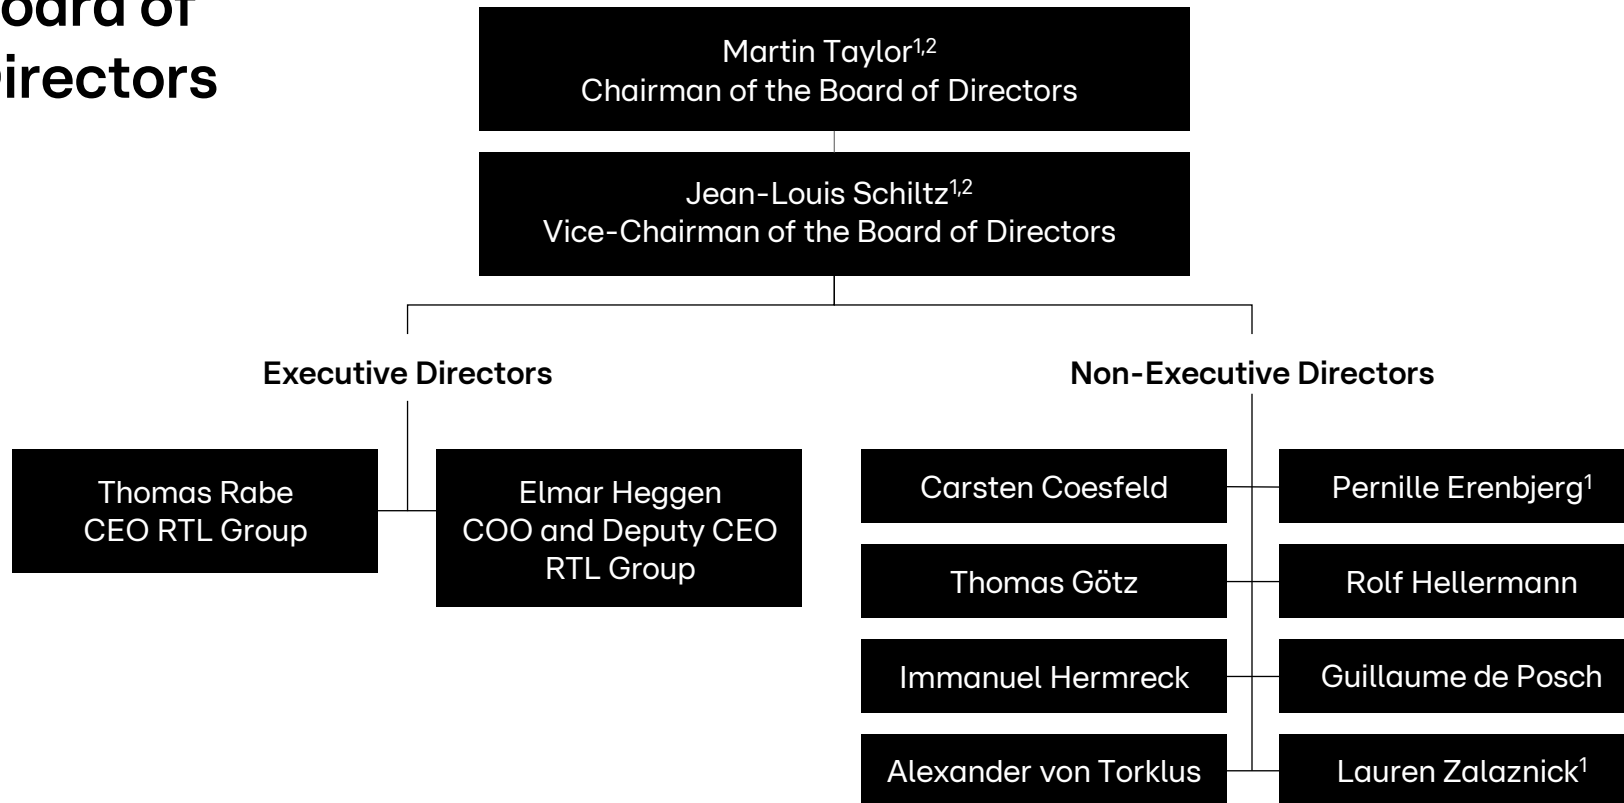 oard of
irectors
Martin Taylor1,2
Chairman of the Board of Directors
Jean-Louis Schiltz1,2
Vice-Chairman of the Board of Directors
Executive Directors
Non-Executive Directors
Thomas Rabe
CEO RTL Group
Elmar Heggen
COO and Deputy CEO
RTL Group
Carsten Coesfeld
Pernille Erenbjerg1
Thomas Götz
Rolf Hellermann
Immanuel Hermreck
Guillaume de Posch
Alexander von Torklus
Lauren Zalaznick1